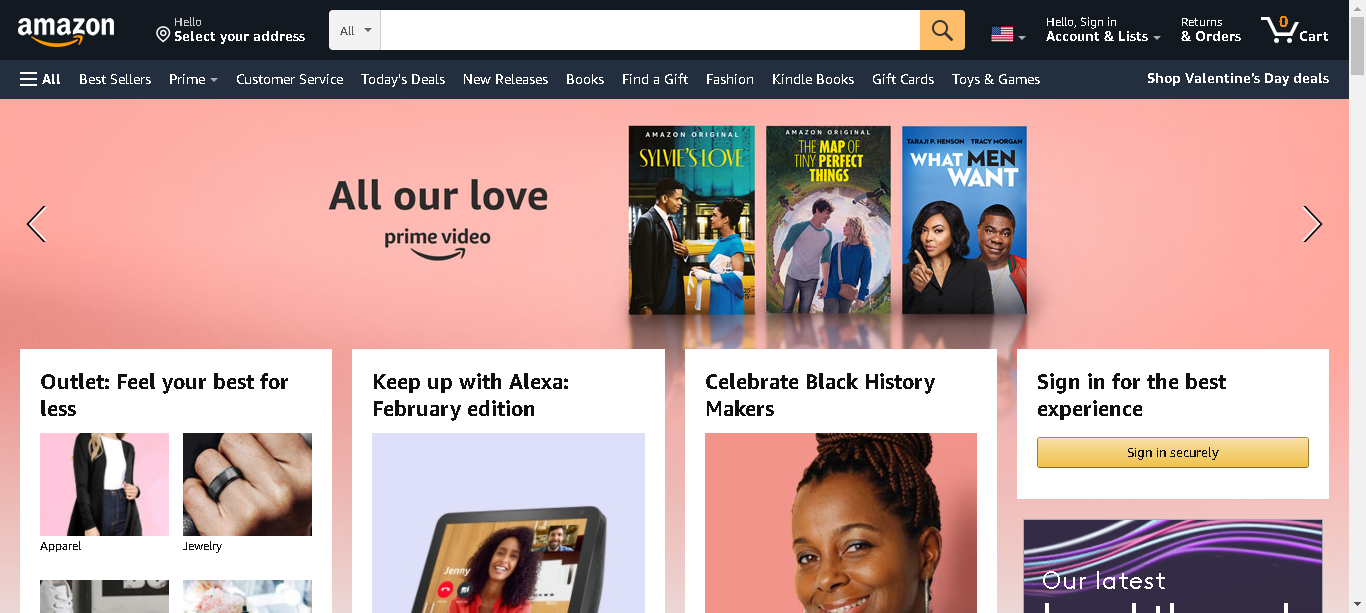 amazon
Hello
Select your address
All
Hello, Sign in
Account & Lists
Returns
& Orders
0
Cart
All
Best Sellers
Prime
Customer Service
Today's Deals
New Releases
Books
Find a Gift
Fashion
Kindle Books
Gift Cards
Toys & Games
Shop Valentine's Day deals
All our love
prime video
AMAZON ORIGINAL
SYLVIE'S LOVE
AMAZON ORIGINAL
THE MAP OF
TINY PERFECT
THINGS
TARAJI P. HENSON TRACY MORGAN
WHAT MEN
WANT
Outlet: Feel your best for
less
Apparel
Jewelry
Keep up with Alexa:
February edition
Jenny
Celebrate Black History
Makers
Sign in for the best
experience
Sign in securely
Our latest